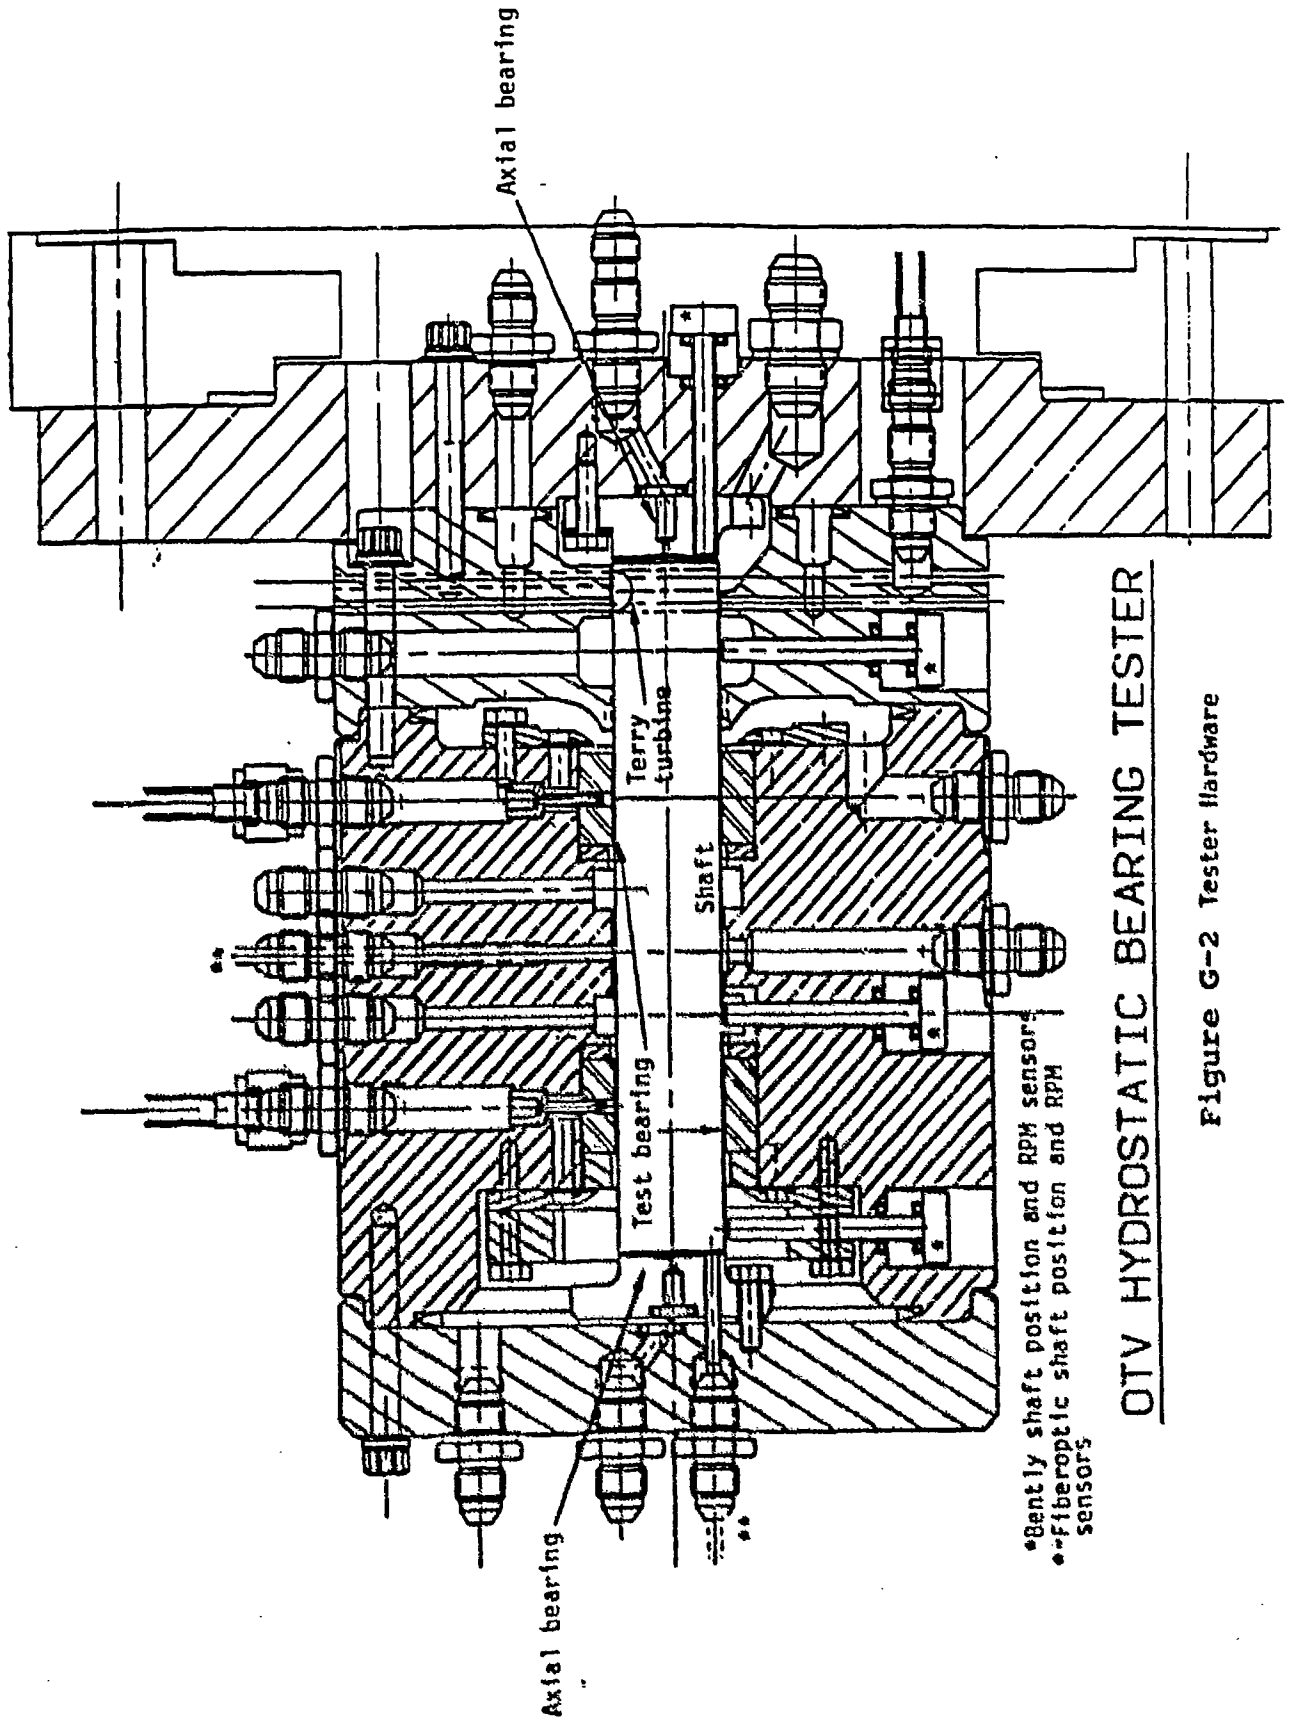 Axial bearing
Axial bearing
Test bearing
Terry
turbine
Shaft
*
*
*
*
**
**
*Bently shaft position and RPM sensors
**Fiberoptic shaft position and RPM
sensors
OTV HYDROSTATIC BEARING TESTER
Figure G-2 Tester Hardware